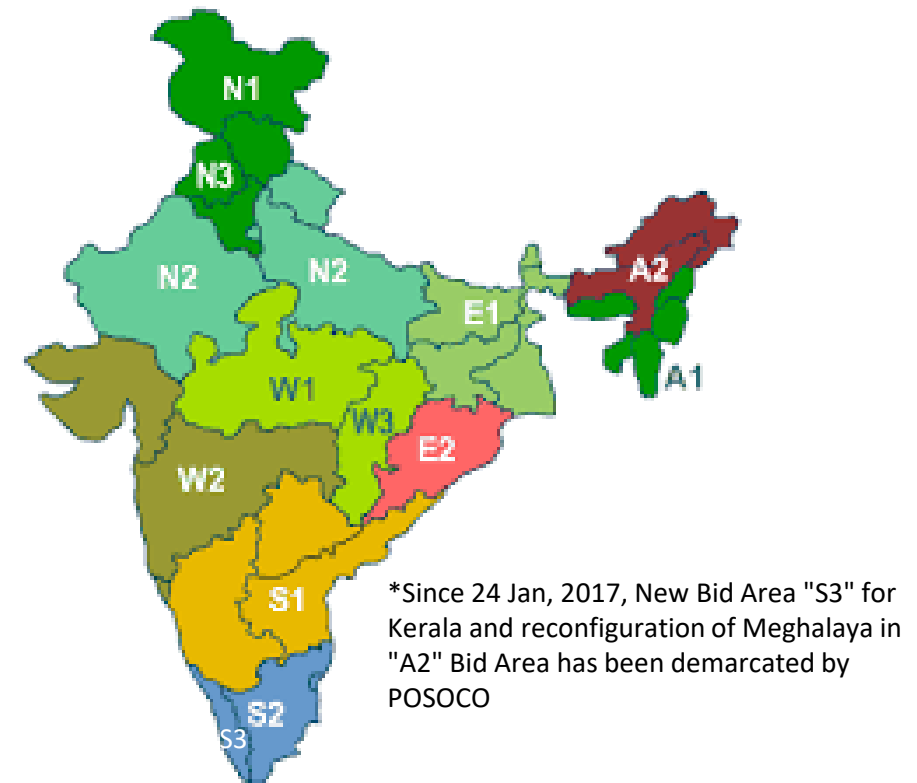 N1
N3
N2
N2
A2
E1
A1
W1
W3
E2
W2
*Since 24 Jan, 2017, New Bid Area "S3" for
Kerala and reconfiguration of Meghalaya in
"A2" Bid Area has been demarcated by
POSOCO
S1
S2
S3